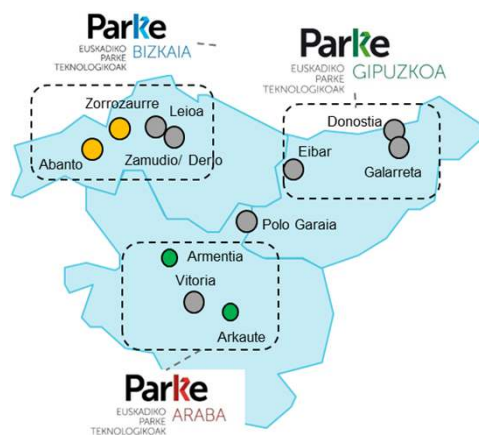 Parke
EUSKADIKO
PARKE
TEKNOLOGIKOAK
BIZKAIA
Parke
EUSKADIKO
PARKE
TEKNOLOGIKOAK
GIPUZKOA
Zorrozaurre
Leioa
Abanto
Zamudio/ Derio
Donostia
Eibar
Galarreta
Polo Garaia
Armentia
Vitoria
Arkaute
Parke
EUSKADIKO
PARKE
TEKNOLOGIKOAK
ARABA